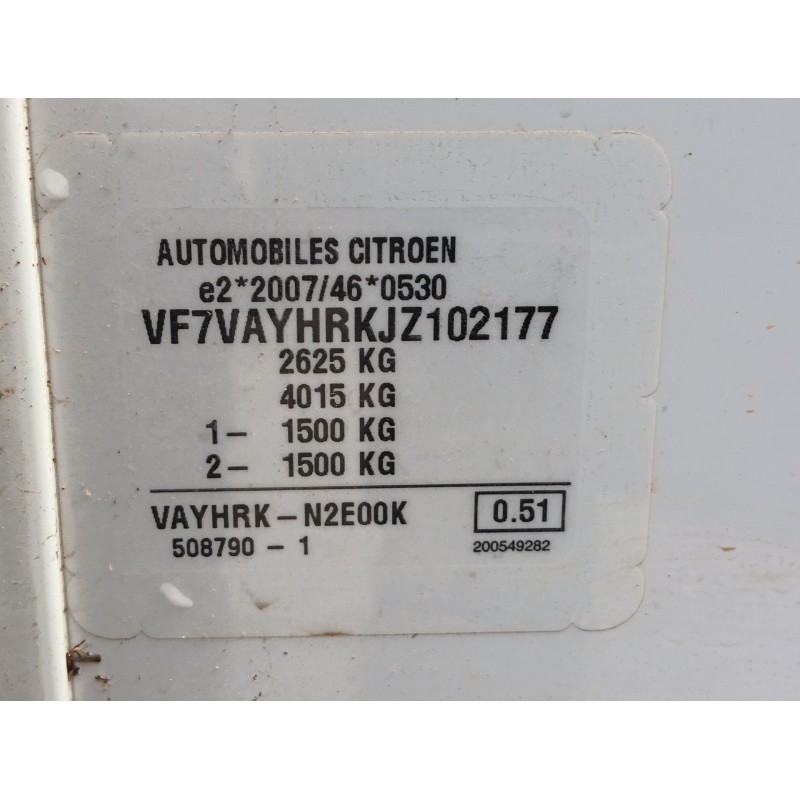 AUTOMOBILES CITROEN
e2*2007/46*0530
VF7VAYHRKJZ102177
2625 KG
4015 KG
1- 1500 KG
2- 1500 KG
VAYHRK-N2E00K 0.51
508790-1 200549282